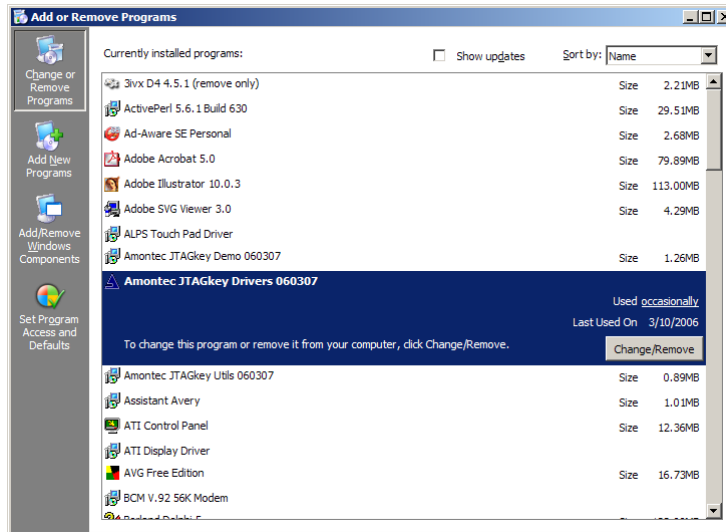 Add or Remove Programs
Change or
Remove
Programs
Add New
Programs
Add/Remove
Windows
Components
Set Program
Access and
Defaults
Currently installed programs:
Show updates
Sort by: Name
3ivx D4 4.5.1 (remove only) Size 2.21MB
ActivePerl 5.6.1 Build 630 Size 29.51MB
Ad-Aware SE Personal Size 2.68MB
Adobe Acrobat 5.0 Size 79.89MB
Adobe Illustrator 10.0.3 Size 113.00MB
Adobe SVG Viewer 3.0 Size 4.29MB
ALPS Touch Pad Driver
Amontec JTAGkey Demo 060307 Size 1.26MB
Amontec JTAGkey Drivers 060307
Used occasionally
Last Used On 3/10/2006
To change this program or remove it from your computer, click Change/Remove.
Change/Remove
Amontec JTAGkey Utils 060307 Size 0.89MB
Assistant Avery Size 1.01MB
ATI Control Panel Size 12.36MB
ATI Display Driver
AVG Free Edition Size 16.73MB
BCM V.92 56K Modem
Borland Delphi 5 Size